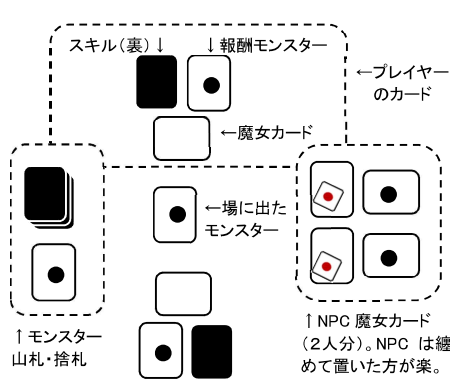 スキル（裏）↓ ↓報酬モンスター
←プレイヤー
のカード
←魔女カード
←場に出た
モンスター
↑モンスター
山札・捨札
↑NPC 魔女カード
（２人分）。NPC は纏
めて置いた方が楽。